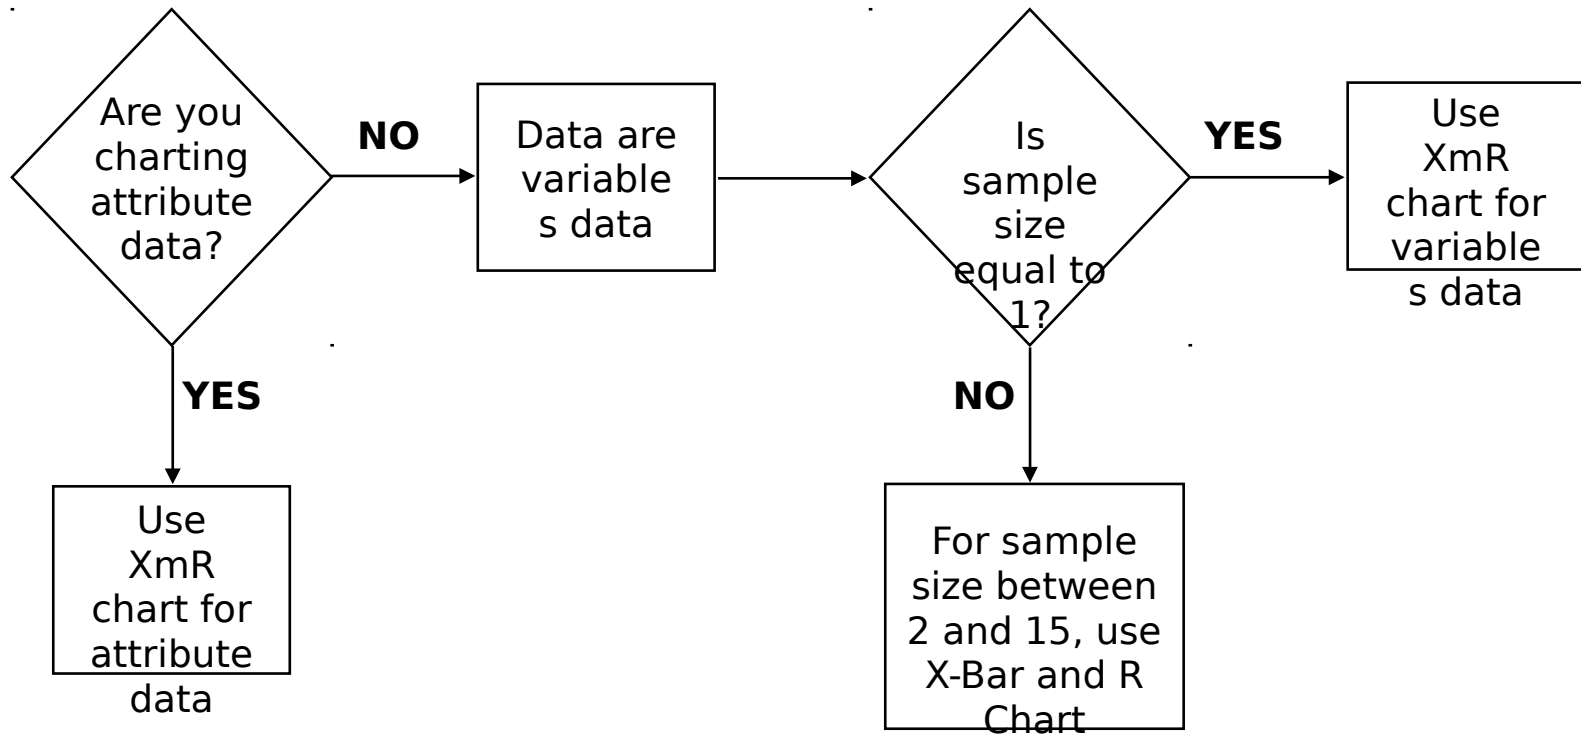 Are you
charting
attribute
data?
NO
Data are
variable
s data
Is
sample
size
equal to
1?
YES
Use
XmR
chart for
variable
s data
YES
NO
Use
XmR
chart for
attribute
data
For sample
size between
2 and 15, use
X-Bar and R
Chart